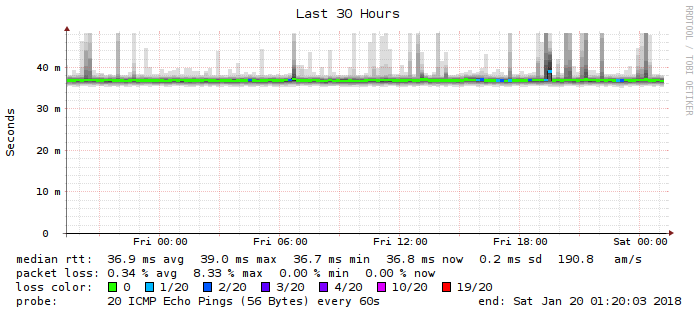 Last 30 Hours
RRDTOOL / TOBI OETIKER
Seconds
40 m
30 m
20 m
10 m
0
Fri 00:00 Fri 06:00 Fri 12:00 Fri 18:00 Sat 00:00
median rtt: 36.9 ms avg 39.0 ms max 36.7 ms min 36.8 ms now 0.2 ms sd 190.8 am/s
packet loss: 0.34 % avg 8.33 % max 0.00 % min 0.00 % now
loss color: 0 1/20 2/20 3/20 4/20 10/20 19/20
probe: 20 ICMP Echo Pings (56 Bytes) every 60s end: Sat Jan 20 01:20:03 2018